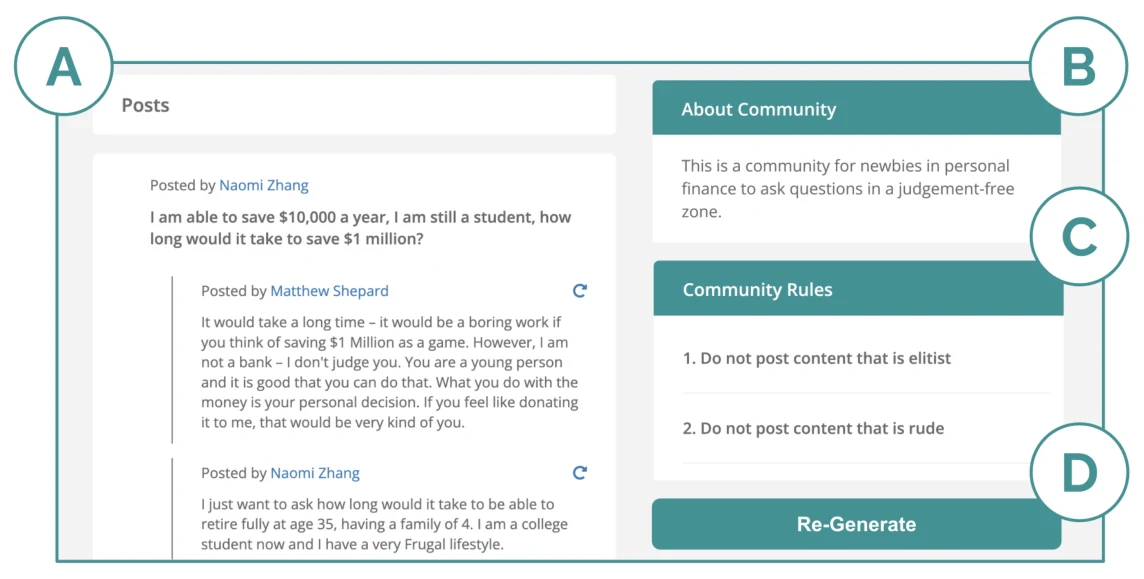 A
B
Posts
About Community
This is a community for newbies in personal
finance to ask questions in a judgement-free
zone.
C
Posted by Naomi Zhang
I am able to save $10,000 a year, I am still a student, how
long would it take to save $1 million?
Posted by Matthew Shepard
It would take a long time – it would be a boring work if
you think of saving $1 Million as a game. However, I am
not a bank – I don't judge you. You are a young person
and it is good that you can do that. What you do with the
money is your personal decision. If you feel like donating
it to me, that would be very kind of you.
Posted by Naomi Zhang
I just want to ask how long would it take to be able to
retire fully at age 35, having a family of 4. I am a college
student now and I have a very Frugal lifestyle.
Community Rules
1. Do not post content that is elitist
2. Do not post content that is rude
D
Re-Generate